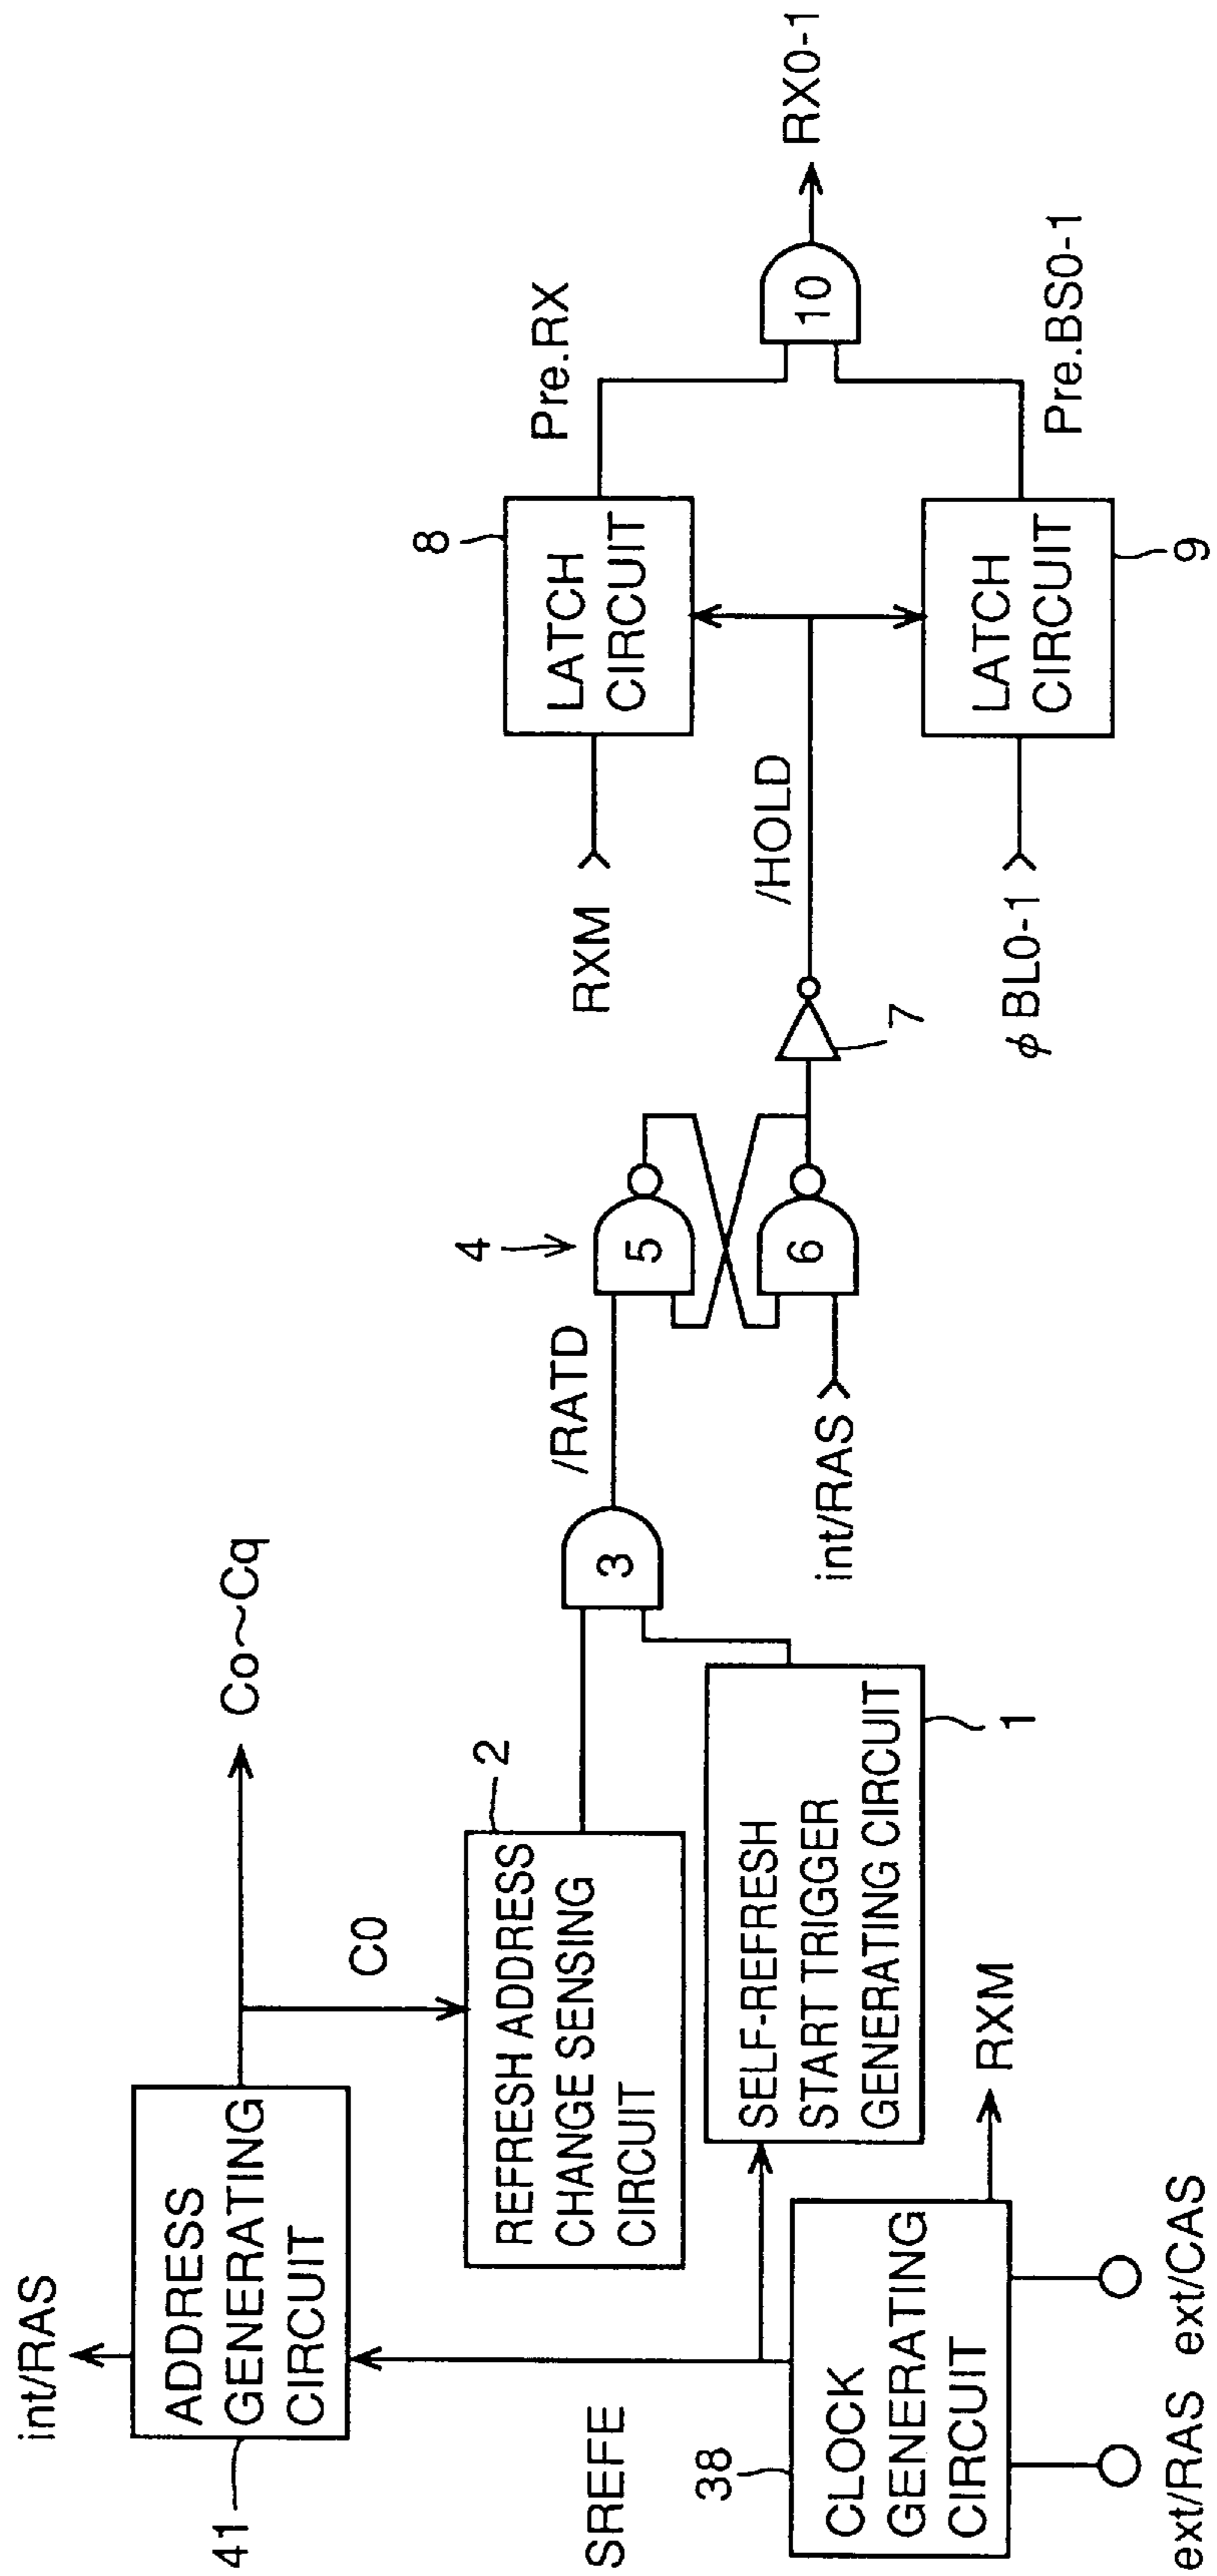 int/RAS
41
ADDRESS
GENERATING
CIRCUIT
Co~Cq
C0
SREFE
2
REFRESH ADDRESS
CHANGE SENSING
CIRCUIT
1
SELF-REFRESH
START TRIGGER
GENERATING CIRCUIT
38
CLOCK
GENERATING
CIRCUIT
RXM
ext/RAS
ext/CAS
3
/RATD
4
5
6
int/RAS
7
/HOLD
RXM
8
LATCH
CIRCUIT
Pre.RX
φBL0-1
9
LATCH
CIRCUIT
Pre.BS0-1
10
RX0-1